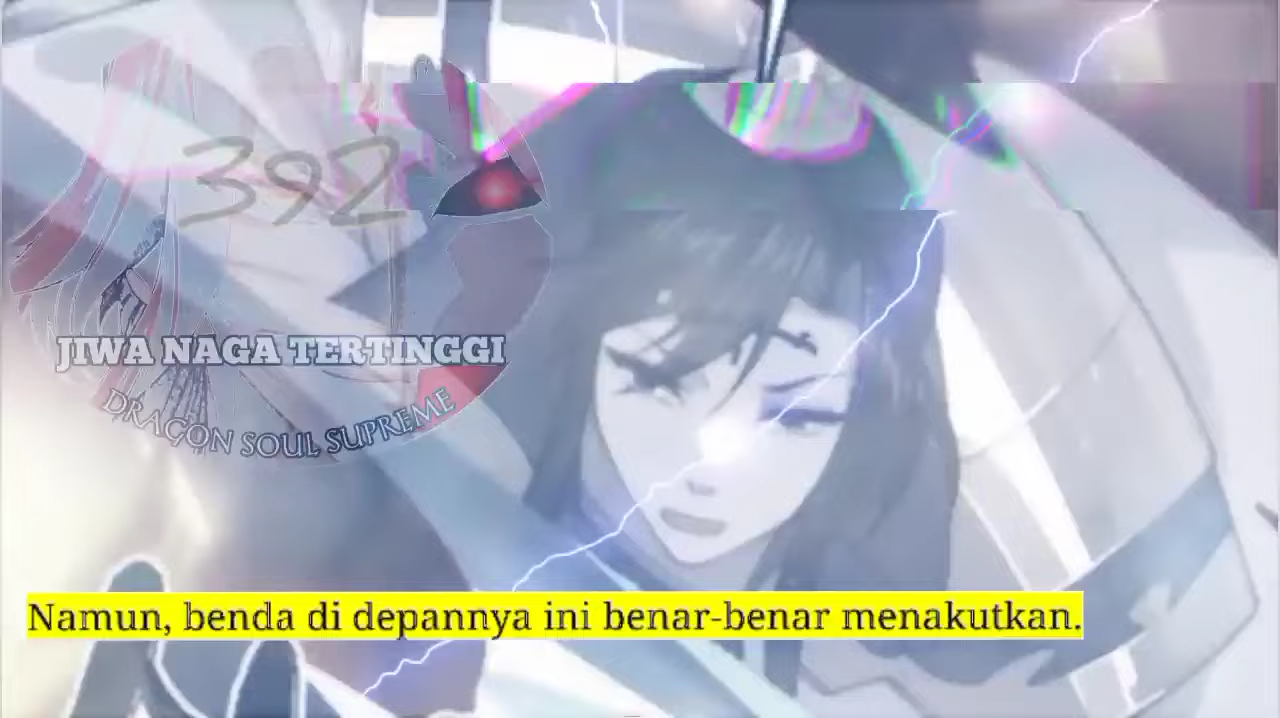 392
JIWA NAGA TERTINGGI
DRAGON SOUL SUPREME
Namun, benda di depannya ini benar-benar menakutkan.